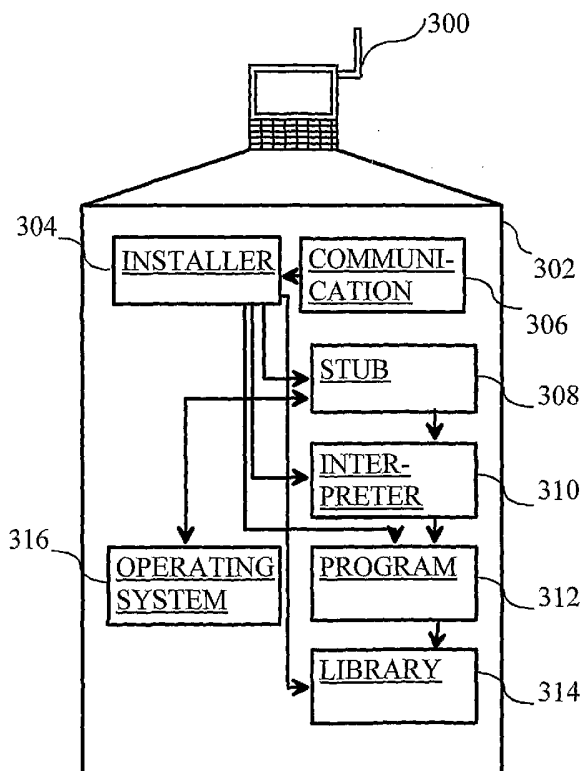 300
304
INSTALLER
COMMUNI-
CATION
302
306
STUB
308
INTER-
PRETER
310
316
OPERATING
SYSTEM
PROGRAM
312
LIBRARY
314